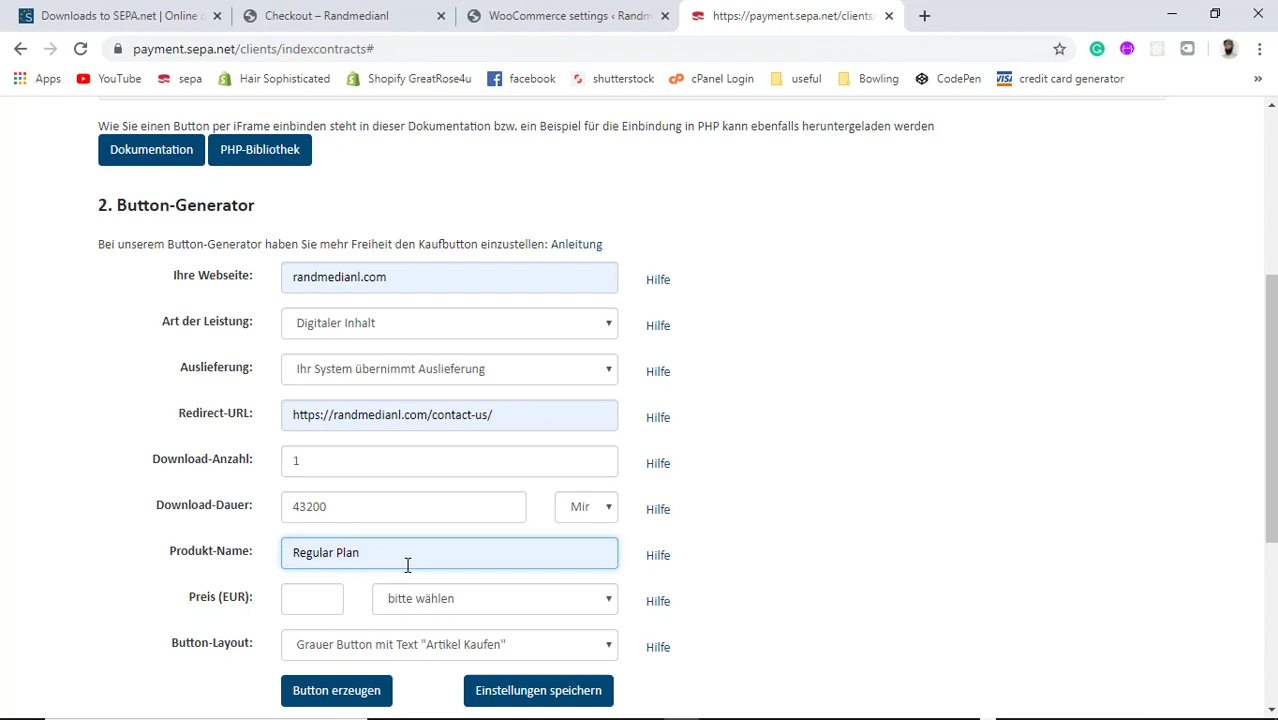 Downloads to SEPA.net | Online
Checkout – Randmedianl
WooCommerce settings ‹ Randm
https://payment.sepa.net/clients/
payment.sepa.net/clients/indexcontracts#
Apps YouTube sepa Hair Sophisticated Shopify GreatRos4u facebook shutterstock cPanel Login useful Bowling CodePen VISA credit card generator »
Wie Sie einen Button per iFrame einbinden steht in dieser Dokumentation bzw. ein Beispiel für die Einbindung in PHP kann ebenfalls heruntergeladen werden
Dokumentation PHP-Bibliothek
2. Button-Generator
Bei unserem Button-Generator haben Sie mehr Freiheit den Kaufbutton einzustellen: Anleitung
Ihre Webseite: randmedianl.com Hilfe
Art der Leistung: Digitaler Inhalt Hilfe
Auslieferung: Ihr System übernimmt Auslieferung Hilfe
Redirect-URL: https://randmedianl.com/contact-us/ Hilfe
Download-Anzahl: 1 Hilfe
Download-Dauer: 43200 Mir Hilfe
Produkt-Name: Regular Plan Hilfe
Preis (EUR): bitte wählen Hilfe
Button-Layout: Grauer Button mit Text "Artikel Kaufen" Hilfe
Button erzeugen Einstellungen speichern